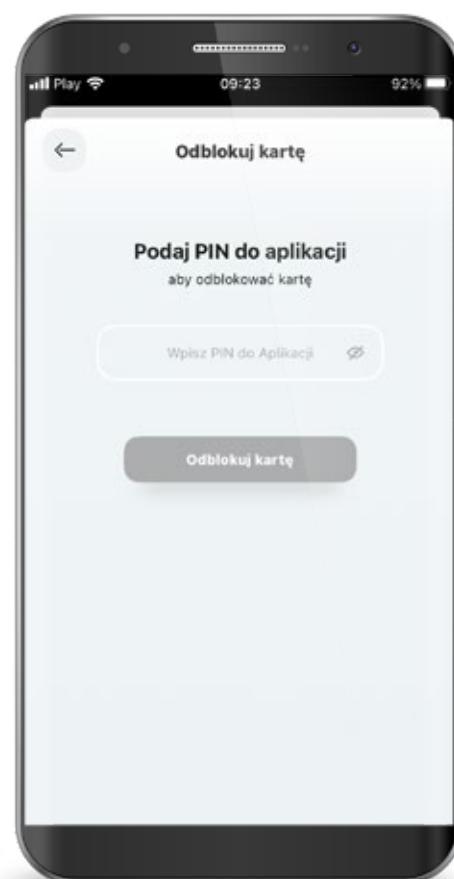 Play
09:23
92%
Odblokuj kartę
Podaj PIN do aplikacji
aby odblokować kartę
Wpisz PIN do Aplikacji
Odblokuj kartę